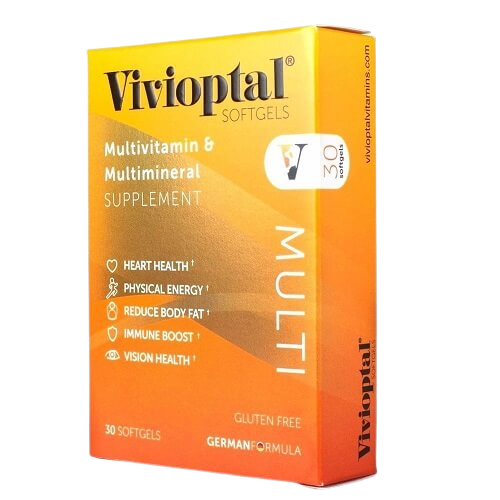 Vivioptal®
SOFTGELS
Multivitamin &
Multimineral
SUPPLEMENT
V
30
softgels
MULTI
HEART HEALTH †
PHYSICAL ENERGY †
REDUCE BODY FAT †
IMMUNE BOOST †
VISION HEALTH †
GLUTEN FREE
30 SOFTGELS
GERMANFORMULA
vivioptalvitamins.com
Vivioptal®
SOFTGELS